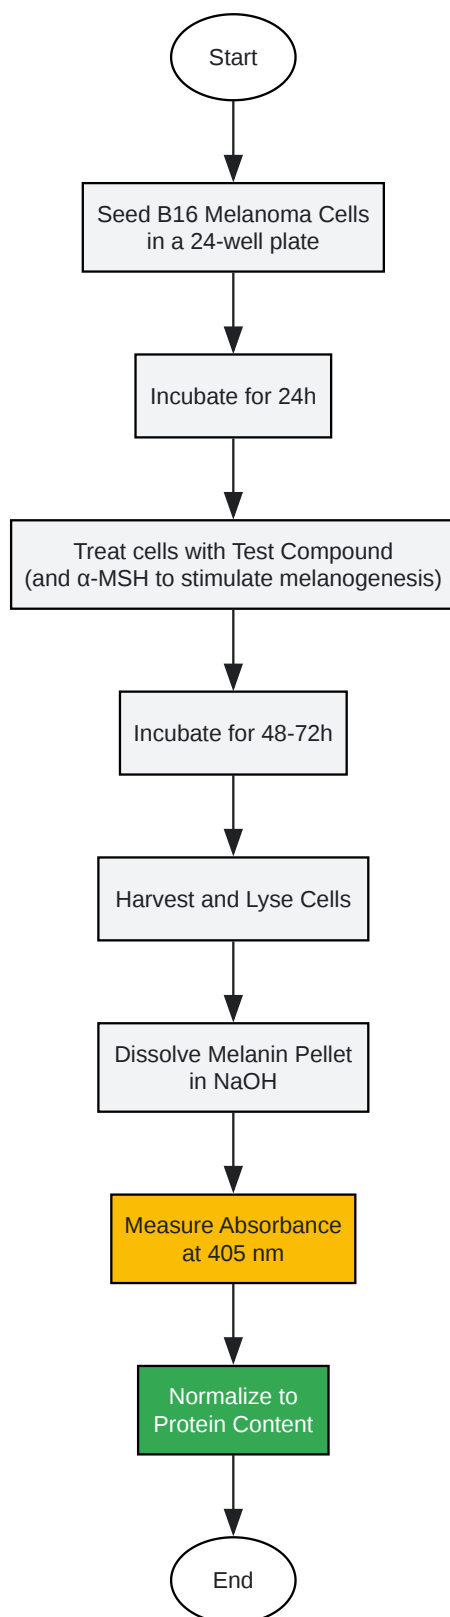 Start
Seed B16 Melanoma Cells
in a 24-well plate
Incubate for 24h
Treat cells with Test Compound
(and α-MSH to stimulate melanogenesis)
Incubate for 48-72h
Harvest and Lyse Cells
Dissolve Melanin Pellet
in NaOH
Measure Absorbance
at 405 nm
Normalize to
Protein Content
End